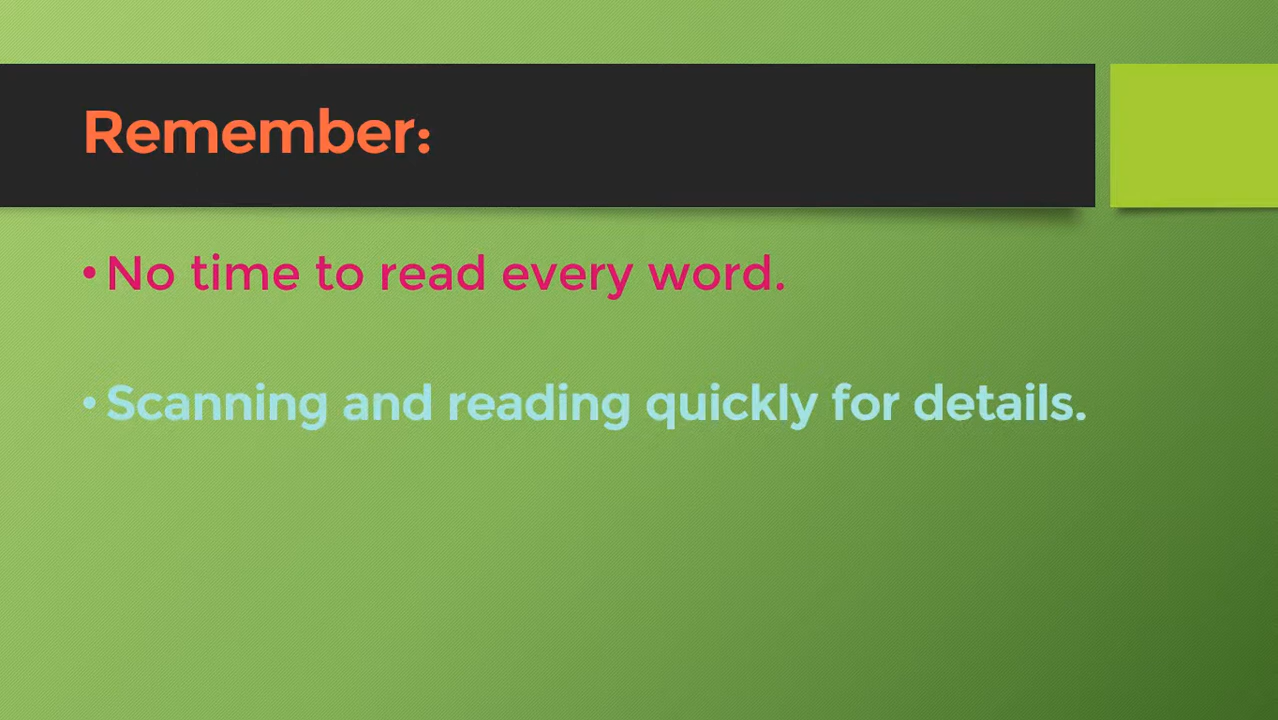 Remember:
• No time to read every word.
• Scanning and reading quickly for details.